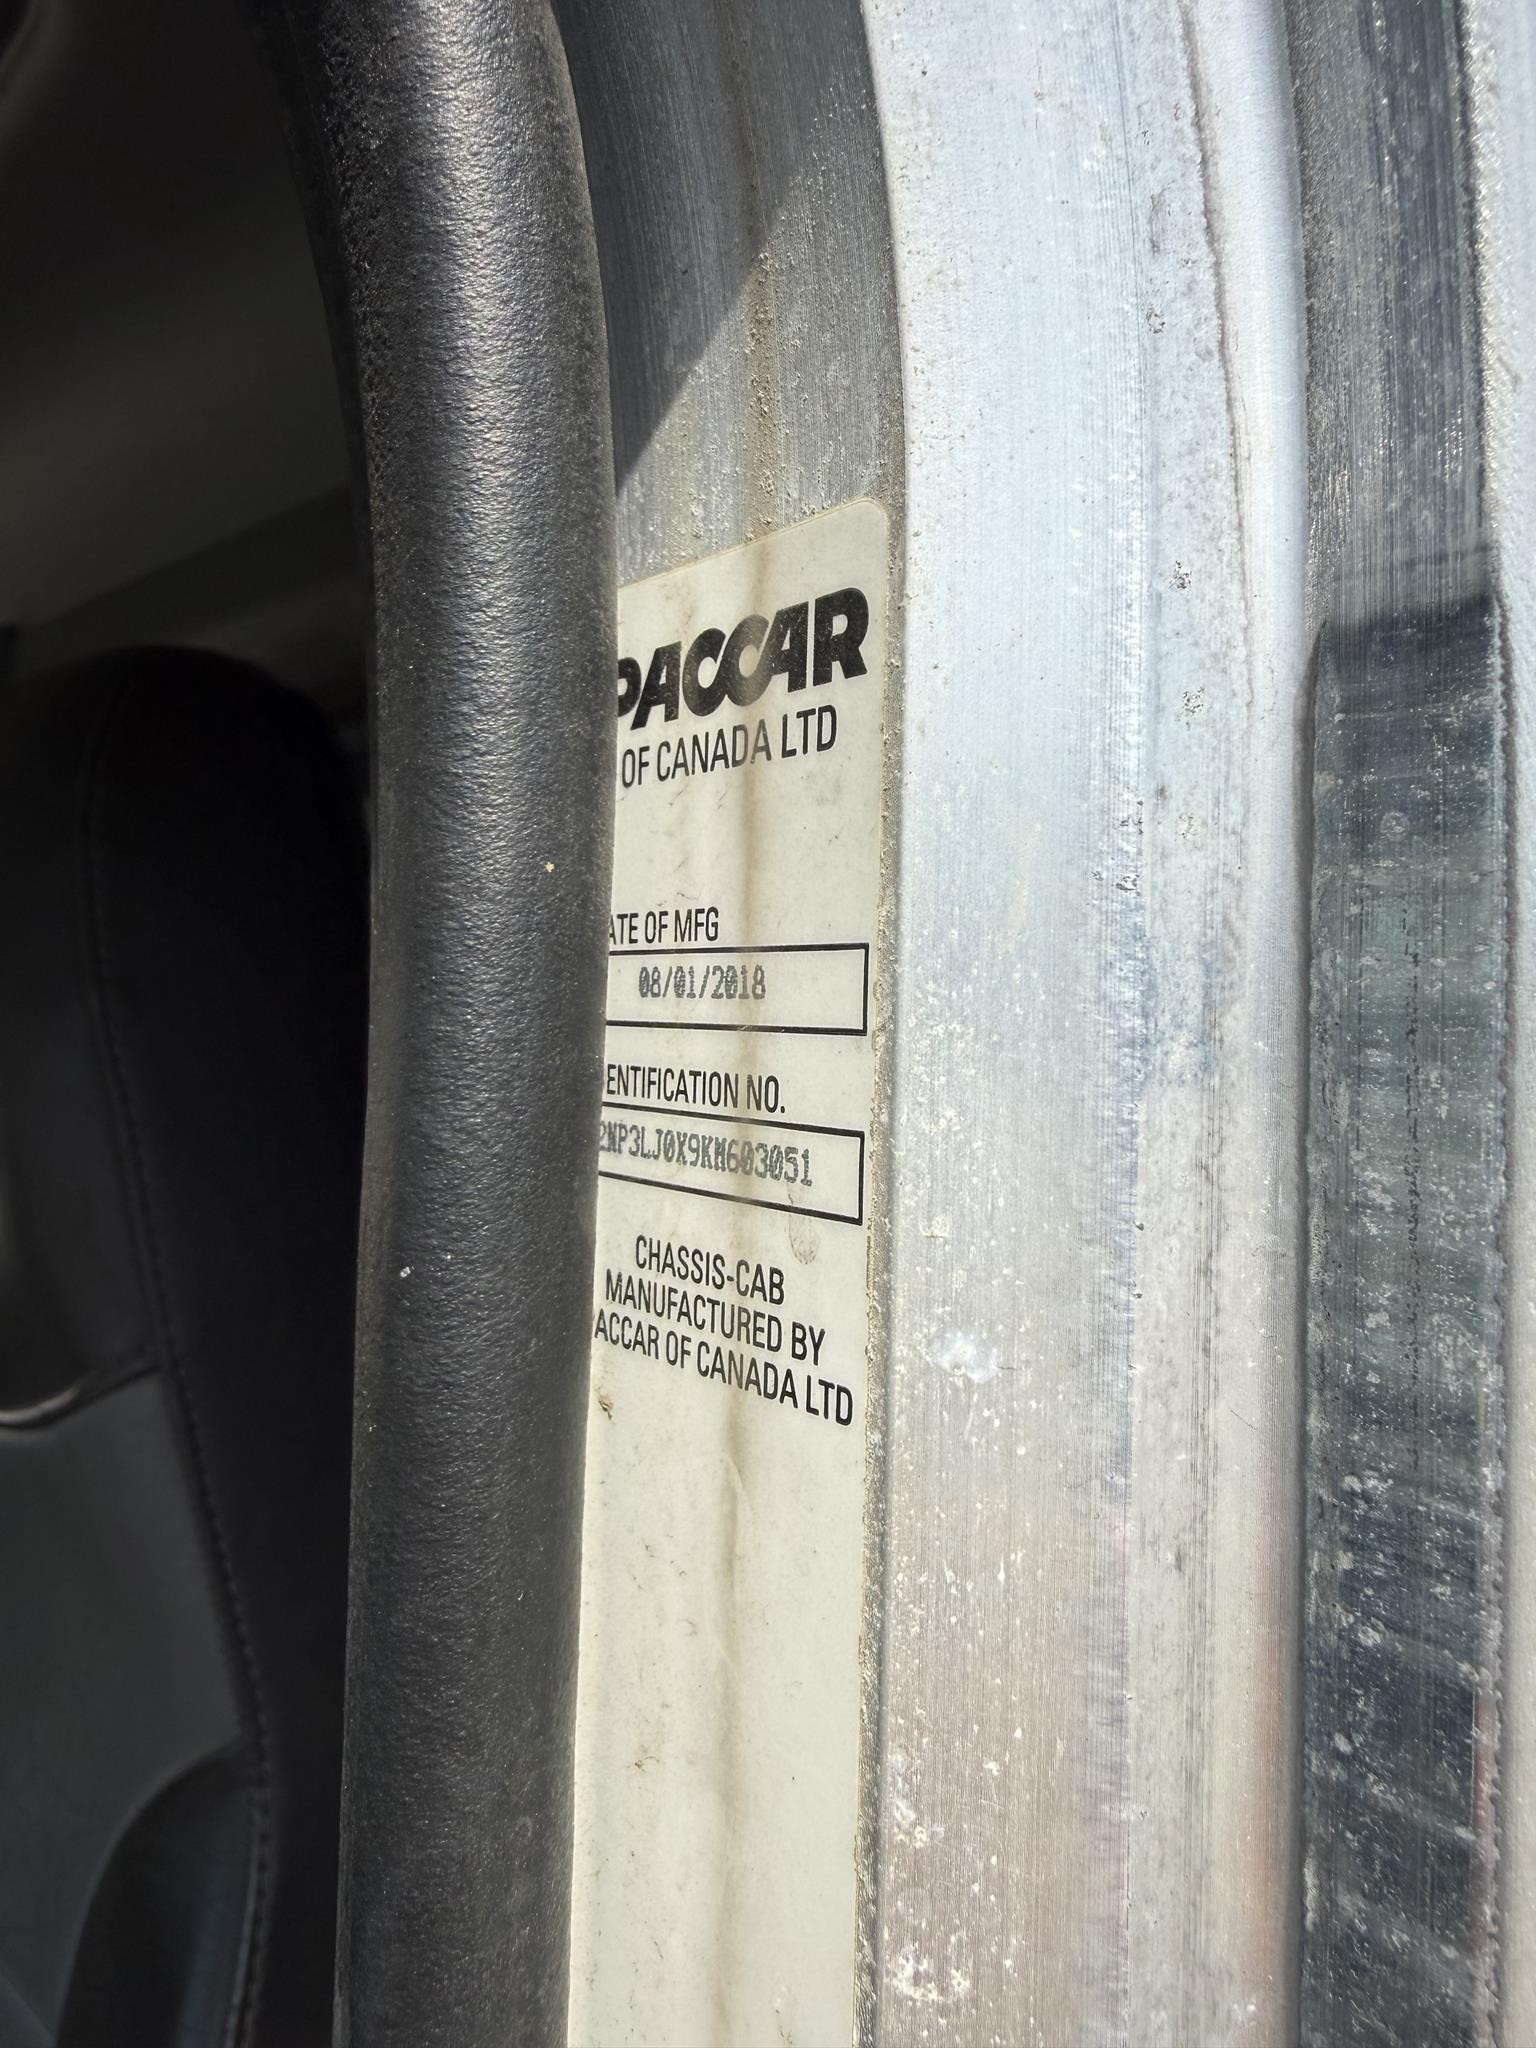 PACCAR
OF CANADA LTD
ATE OF MFG
08/01/2018
ENTIFICATION NO.
2NP3LJ0X9KM603051
CHASSIS-CAB
MANUFACTURED BY
ACCAR OF CANADA LTD